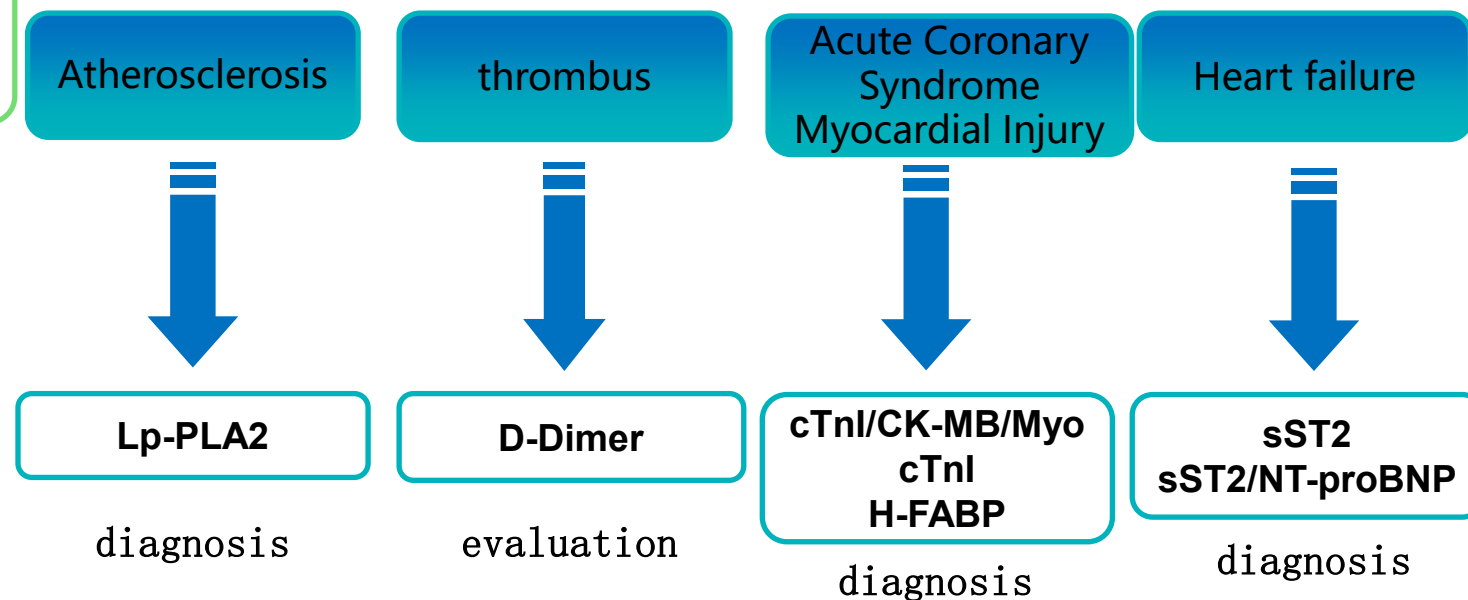 Atherosclerosis
thrombus
Acute Coronary
Syndrome
Myocardial Injury
Heart failure
Lp-PLA2
D-Dimer
cTnI/CK-MB/Myo
cTnI
H-FABP
sST2
sST2/NT-proBNP
diagnosis
evaluation
diagnosis
diagnosis